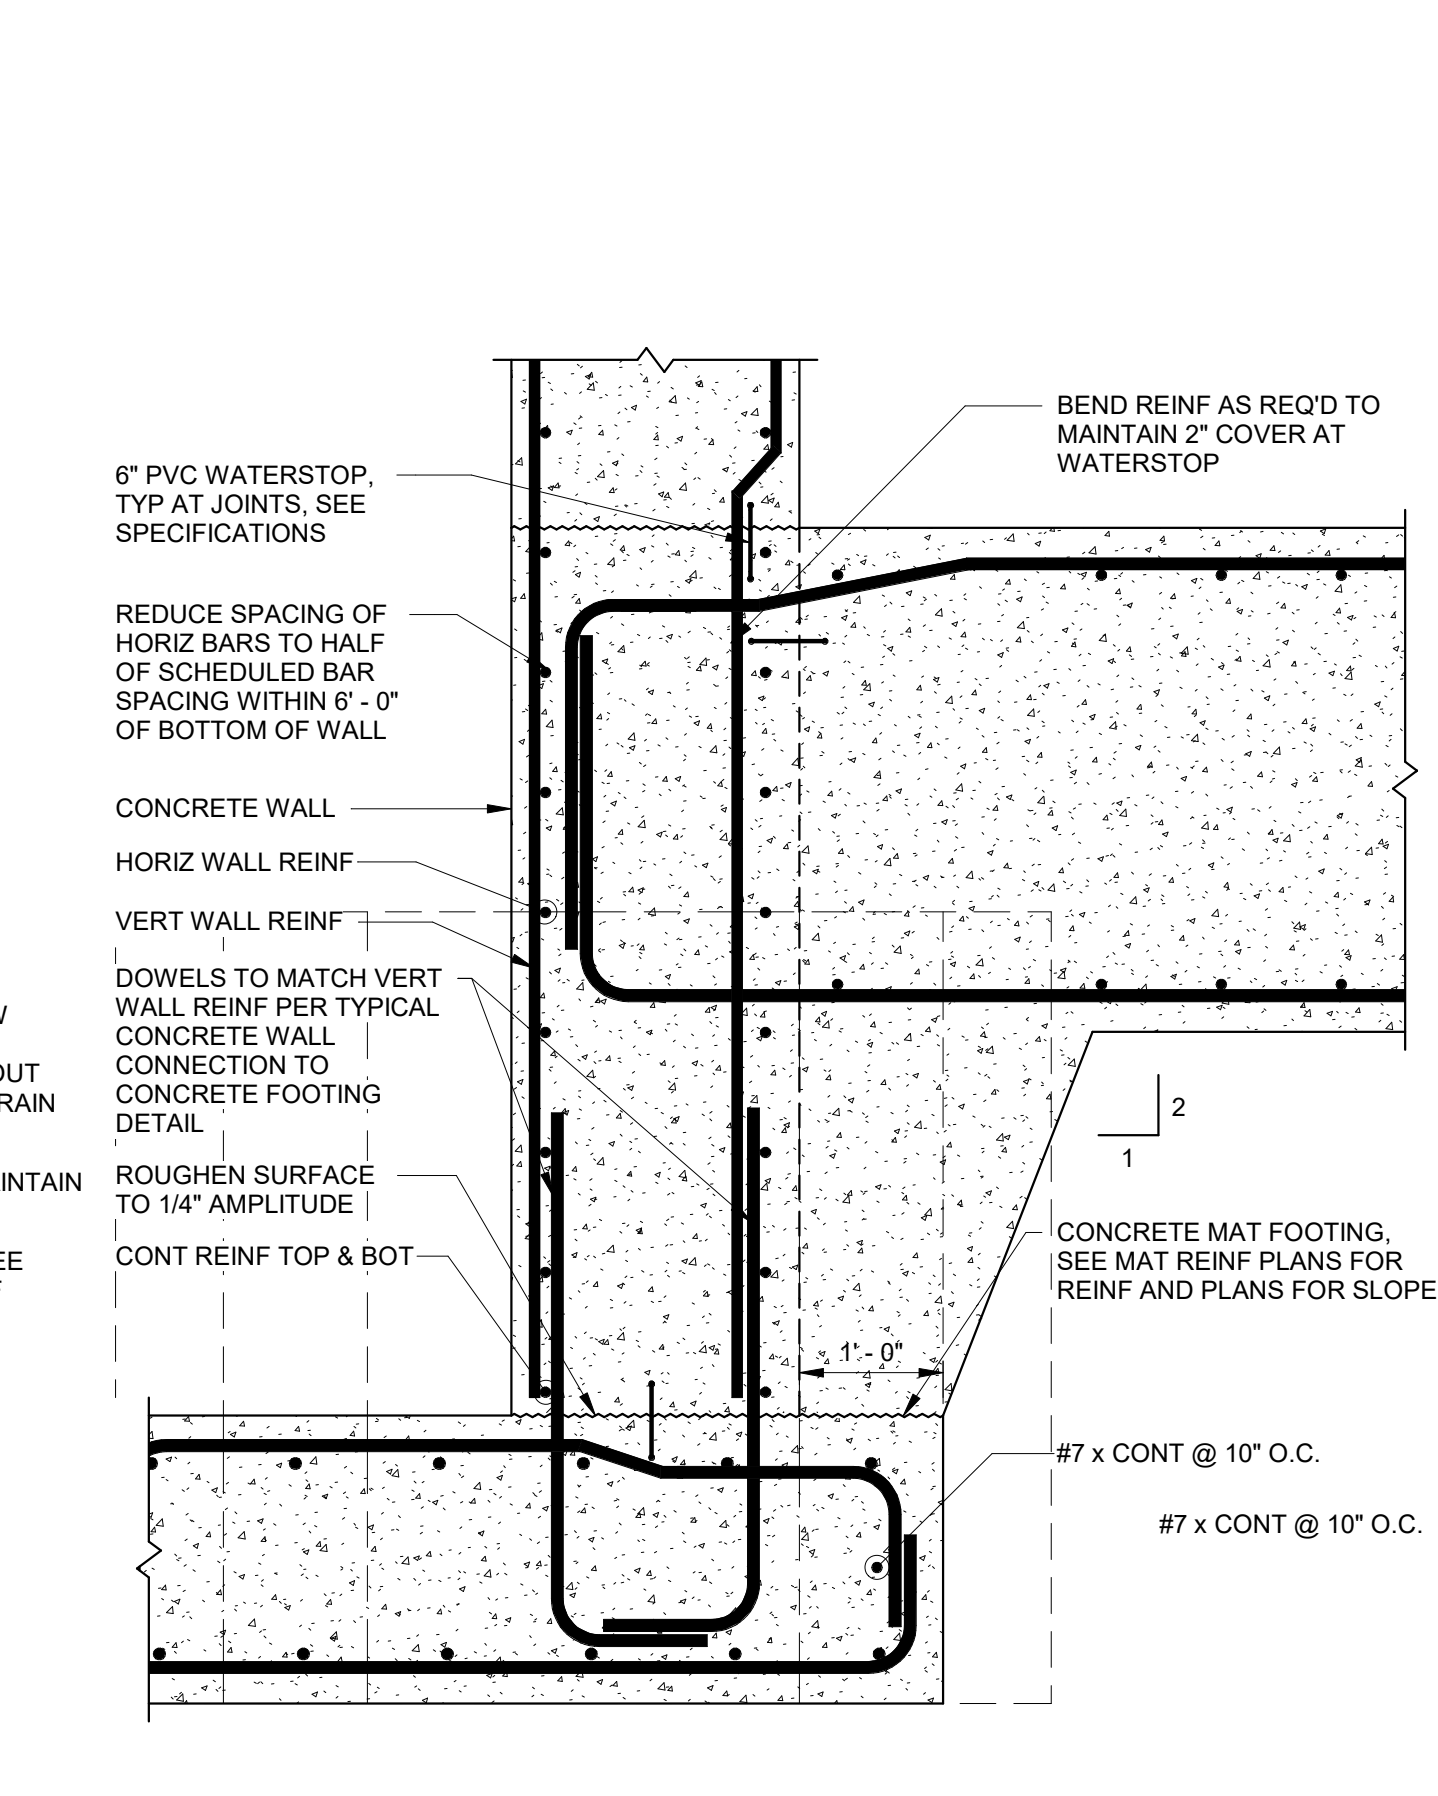 6" PVC WATERSTOP,
TYP AT JOINTS, SEE
SPECIFICATIONS
REDUCE SPACING OF
HORIZ BARS TO HALF
OF SCHEDULED BAR
SPACING WITHIN 6' - 0"
OF BOTTOM OF WALL
CONCRETE WALL
HORIZ WALL REINF
VERT WALL REINF
DOWELS TO MATCH VERT
WALL REINF PER TYPICAL
CONCRETE WALL
CONNECTION TO
CONCRETE FOOTING
DETAIL
ROUGHEN SURFACE
TO 1/4" AMPLITUDE
CONT REINF TOP & BOT
OUT
RAIN
INTAIN
EE
BEND REINF AS REQ'D TO
MAINTAIN 2" COVER AT
WATERSTOP
2
1
CONCRETE MAT FOOTING,
SEE MAT REINF PLANS FOR
REINF AND PLANS FOR SLOPE
1' - 0"
#7 x CONT @ 10" O.C.
#7 x CONT @ 10" O.C.